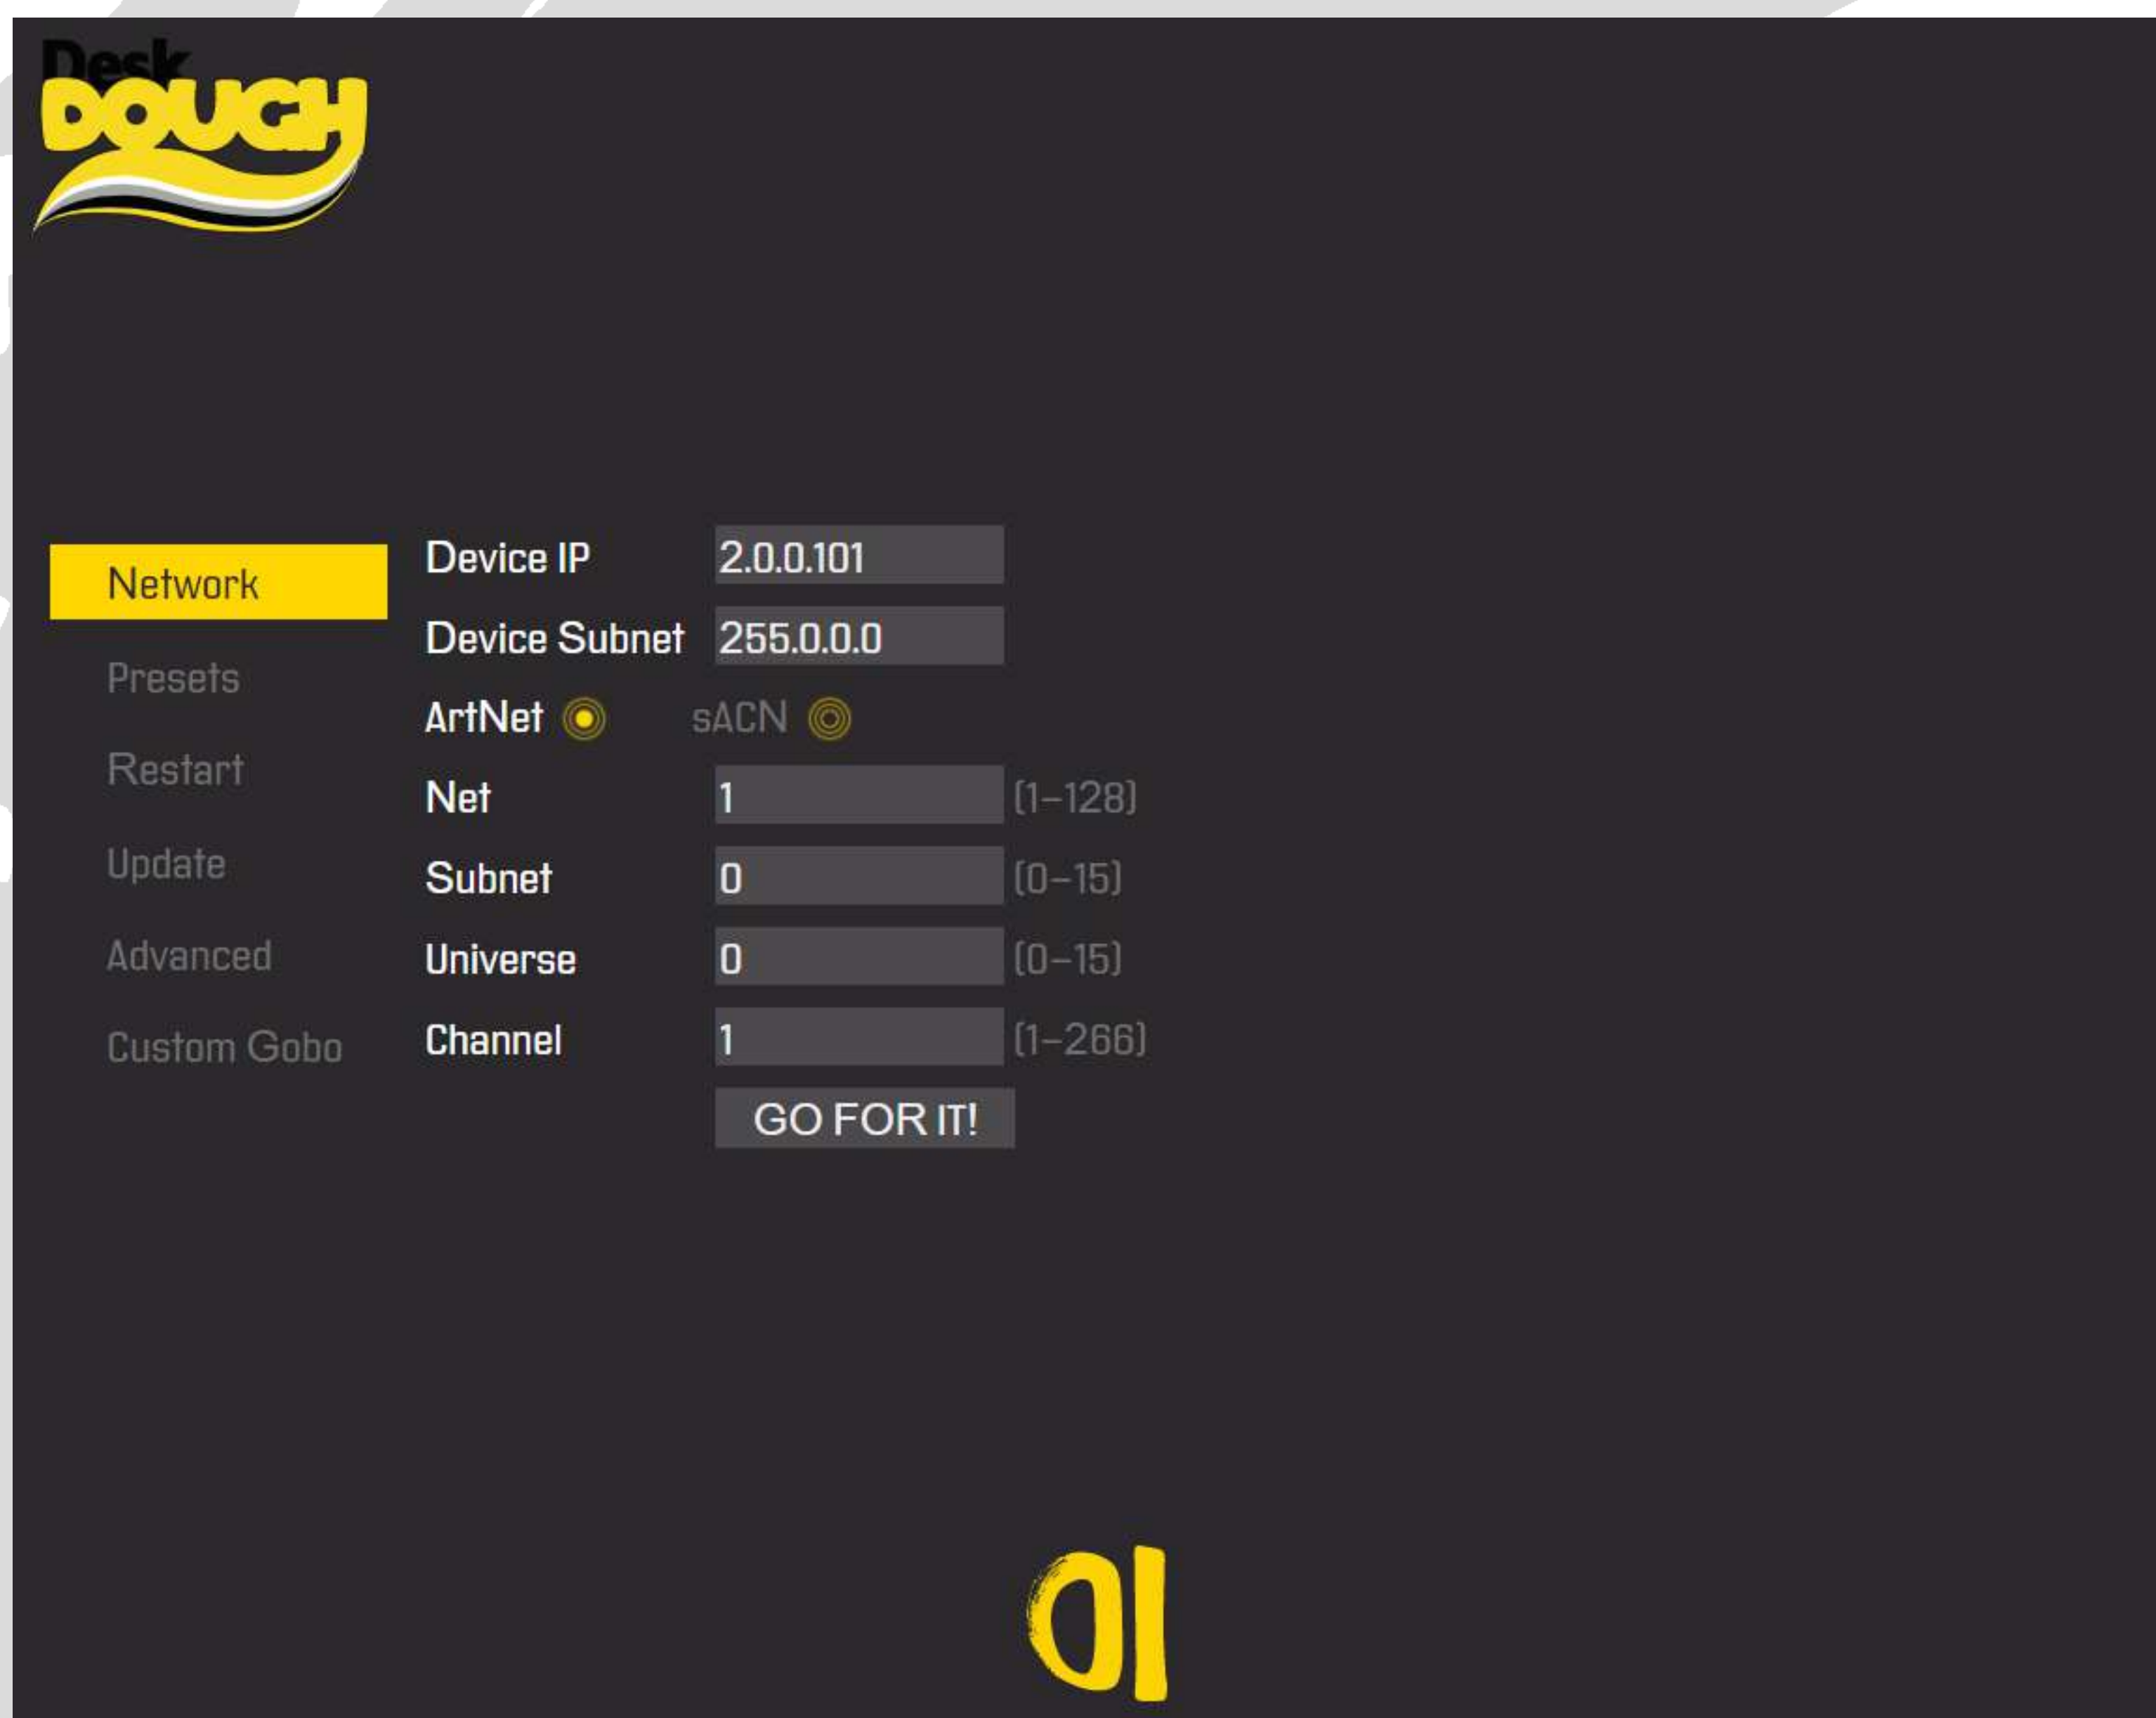 Desk
DOUGH
Network
Presets
Restart
Update
Advanced
Custom Gobo
Device IP 2.0.0.101
Device Subnet 255.0.0.0
ArtNet sACN
Net 1 (1–128)
Subnet 0 (0–15)
Universe 0 (0–15)
Channel 1 (1–266)
GO FOR IT!
OI